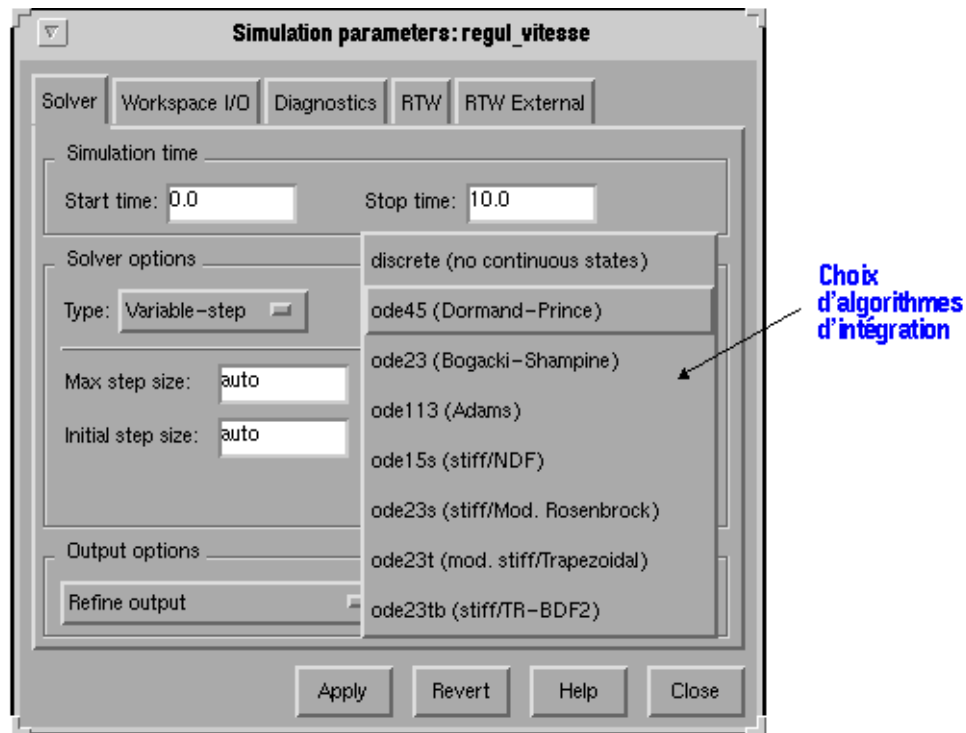 Simulation parameters: regul_vitesse
Solver Workspace I/O Diagnostics RTW RTW External
Simulation time
Start time: 0.0 Stop time: 10.0
Solver options
Type: Variable-step
Max step size: auto
Initial step size: auto
discrete (no continuous states)
ode45 (Dormand-Prince)
ode23 (Bogacki-Shampine)
ode113 (Adams)
ode15s (stiff/NDF)
ode23s (stiff/Mod. Rosenbrock)
ode23t (mod. stiff/Trapezoidal)
ode23tb (stiff/TR-BDF2)
Output options
Refine output
Apply Revert Help Close
Choix
d'algorithmes
d'intégration